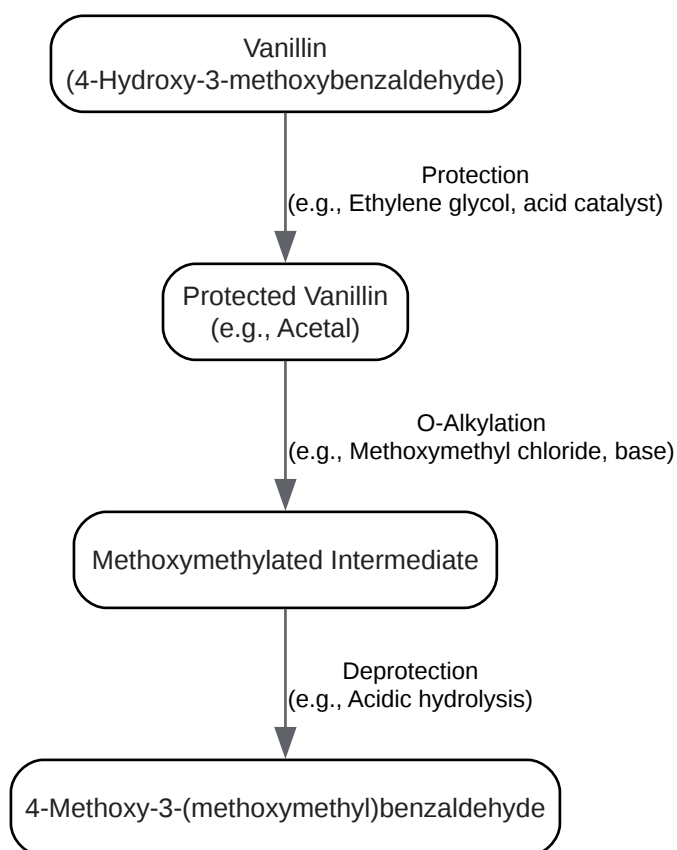 Vanillin
(4-Hydroxy-3-methoxybenzaldehyde)
Protection
(e.g., Ethylene glycol, acid catalyst)
Protected Vanillin
(e.g., Acetal)
O-Alkylation
(e.g., Methoxymethyl chloride, base)
Methoxymethylated Intermediate
Deprotection
(e.g., Acidic hydrolysis)
4-Methoxy-3-(methoxymethyl)benzaldehyde